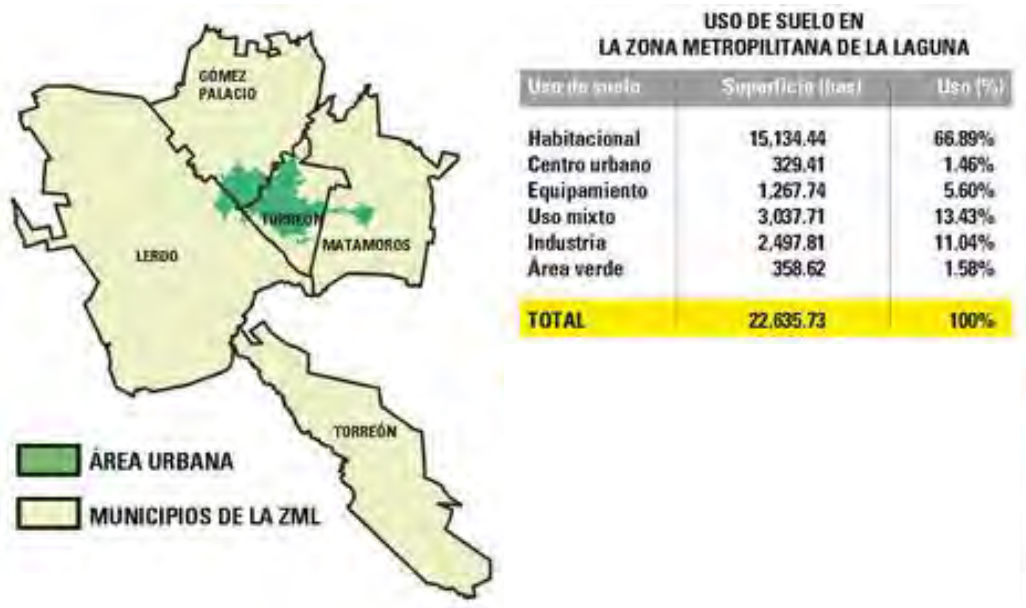 GÓMEZ
PALACIO
TORREÓN
MATAMOROS
LERDO
TORREÓN
ÁREA URBANA
MUNICIPIOS DE LA ZML
USO DE SUELO EN
LA ZONA METROPILITANA DE LA LAGUNA
Uso de suelo Superficie (has) Uso (%)
Habitacional 15,134.44 66.89%
Centro urbano 329.41 1.46%
Equipamiento 1,267.74 5.60%
Uso mixto 3,037.71 13.43%
Industria 2,497.81 11.04%
Área verde 358.62 1.58%
TOTAL 22,635.73 100%